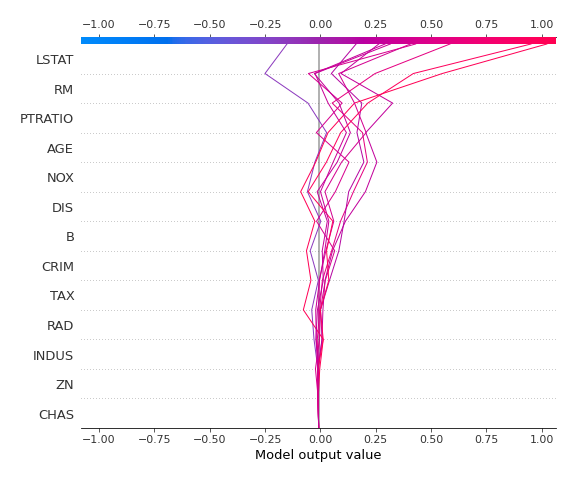 −1.00 −0.75 −0.50 −0.25 0.00 0.25 0.50 0.75 1.00
LSTAT
RM
PTRATIO
AGE
NOX
DIS
B
CRIM
TAX
RAD
INDUS
ZN
CHAS
−1.00 −0.75 −0.50 −0.25 0.00 0.25 0.50 0.75 1.00
Model output value